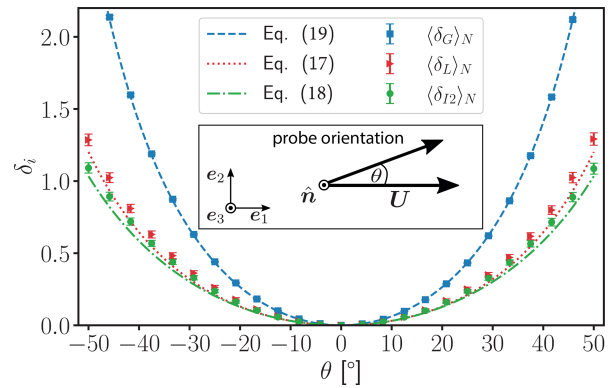 Eq. (19) ⟨δ_G⟩_N
Eq. (17) ⟨δ_L⟩_N
Eq. (18) ⟨δ_{I2}⟩_N
probe orientation
θ
n̂
U
e_2
e_3
e_1
δ_i
2.0
1.5
1.0
0.5
0.0
−50 −40 −30 −20 −10 0 10 20 30 40 50
θ [°]